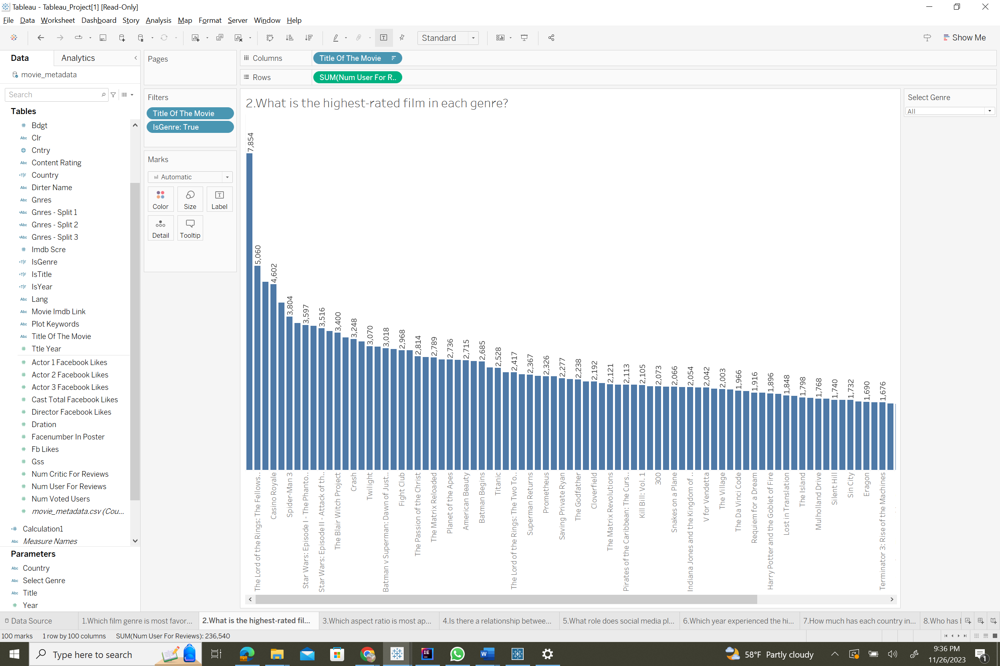 Tableau - Tableau_Project[1] [Read-Only]
File Data Worksheet Dashboard Story Analysis Map Format Server Window Help
Standard
Show Me
Data Analytics
movie_metadata
Search
Tables
# Bdgt
Abc Clr
Cntry
Abc Content Rating
=T|F Country
Abc Dirter Name
Abc Gnres
=Abc Gnres - Split 1
=Abc Gnres - Split 2
=Abc Gnres - Split 3
# Imdb Scre
=T|F IsGenre
=T|F IsTitle
=T|F IsYear
Abc Lang
Abc Movie Imdb Link
Abc Plot Keywords
Abc Title Of The Movie
# Ttle Year
# Actor 1 Facebook Likes
# Actor 2 Facebook Likes
# Actor 3 Facebook Likes
# Cast Total Facebook Likes
# Director Facebook Likes
# Dration
# Facenumber In Poster
# Fb Likes
# Gss
# Num Critic For Reviews
# Num User For Reviews
# Num Voted Users
# movie_metadata.csv (Cou...
=# Calculation1
Abc Measure Names
Parameters
Abc Country
Abc Select Genre
Abc Title
# Year
Pages
Filters
Title Of The Movie
IsGenre: True
Marks
Automatic
Color Size Label
Detail Tooltip
Columns Title Of The Movie
Rows SUM(Num User For R..
2.What is the highest-rated film in each genre?
7,854
5,060
4,602
3,804
3,597
3,516
3,400
3,248
3,070
3,018
2,968
2,814
2,789
2,736
2,715
2,685
2,528
2,417
2,367
2,326
2,277
2,238
2,192
2,121
2,113
2,105
2,073
2,066
2,054
2,042
2,003
1,966
1,916
1,896
1,848
1,798
1,768
1,740
1,732
1,690
1,676
The Lord of the Rings: The Fellows..
Casino Royale
Spider-Man 3
Star Wars: Episode I - The Phanto..
Star Wars: Episode II - Attack of th..
The Blair Witch Project
Crash
Twilight
Batman v Superman: Dawn of Just..
Fight Club
The Passion of the Christ
The Matrix Reloaded
Planet of the Apes
American Beauty
Batman Begins
Titanic
The Lord of the Rings: The Two To..
Superman Returns
Prometheus
Saving Private Ryan
The Godfather
Cloverfield
The Matrix Revolutions
Pirates of the Caribbean: The Curs..
Kill Bill: Vol. 1
300
Snakes on a Plane
Indiana Jones and the Kingdom of ..
V for Vendetta
The Village
The Da Vinci Code
Requiem for a Dream
Harry Potter and the Goblet of Fire
Lost in Translation
The Island
Mulholland Drive
Silent Hill
Sin City
Eragon
Terminator 3: Rise of the Machines
Select Genre
All
Data Source 1.Which film genre is most favor... 2.What is the highest-rated fil... 3.Which aspect ratio is most ap... 4.Is there a relationship betwee... 5.What role does social media pl... 6.Which year experienced the hi... 7.How much has each country in... 8.Who has
100 marks 1 row by 100 columns SUM(Num User For Reviews): 236,540
Type here to search
58°F Partly cloudy
9:36 PM
11/26/2023
1